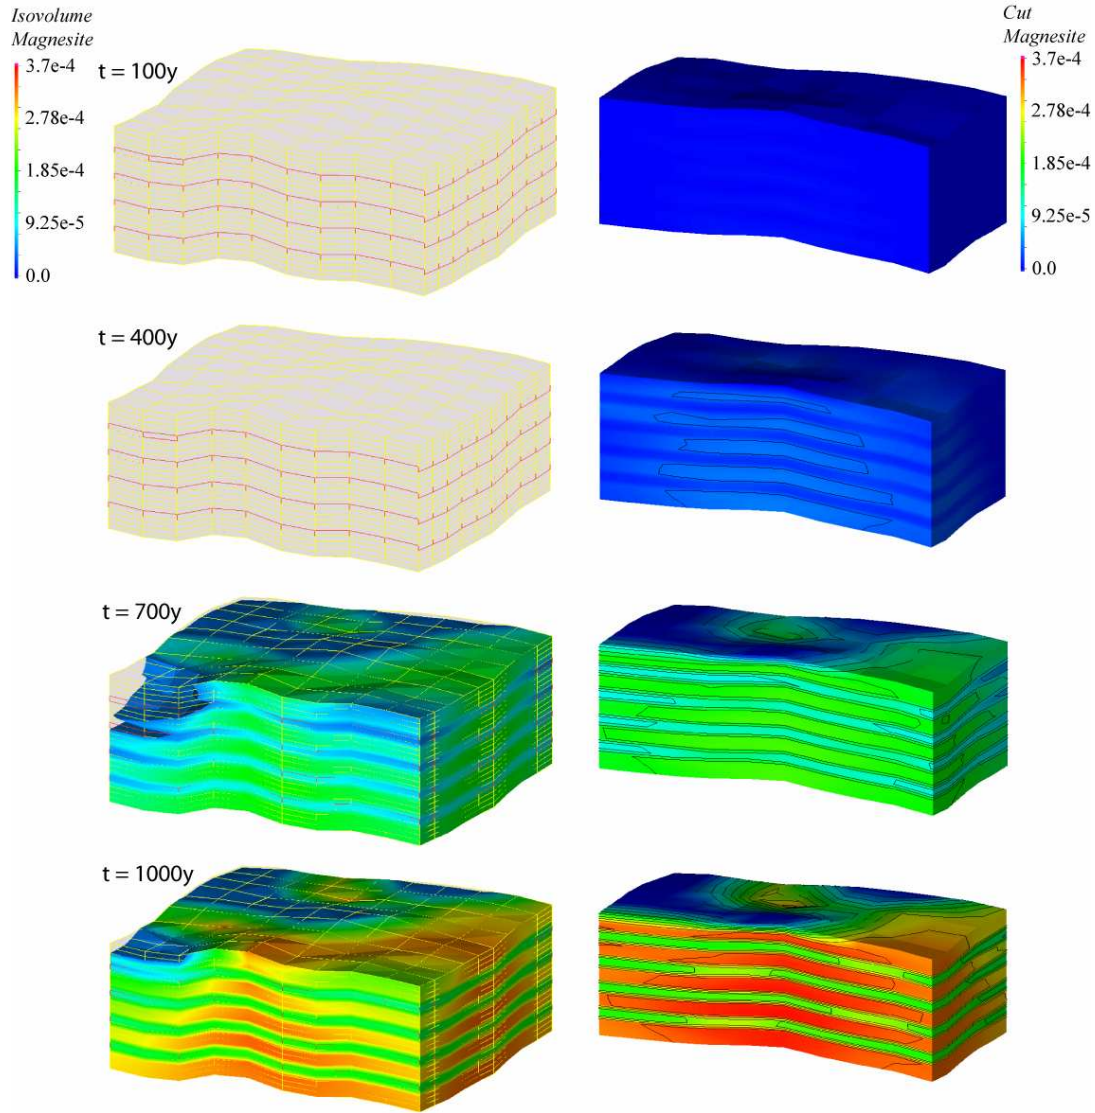 Isovolume
Magnesite
3.7e-4
2.78e-4
1.85e-4
9.25e-5
0.0
t = 100y
Cut
Magnesite
3.7e-4
2.78e-4
1.85e-4
9.25e-5
0.0
t = 400y
t = 700y
t = 1000y